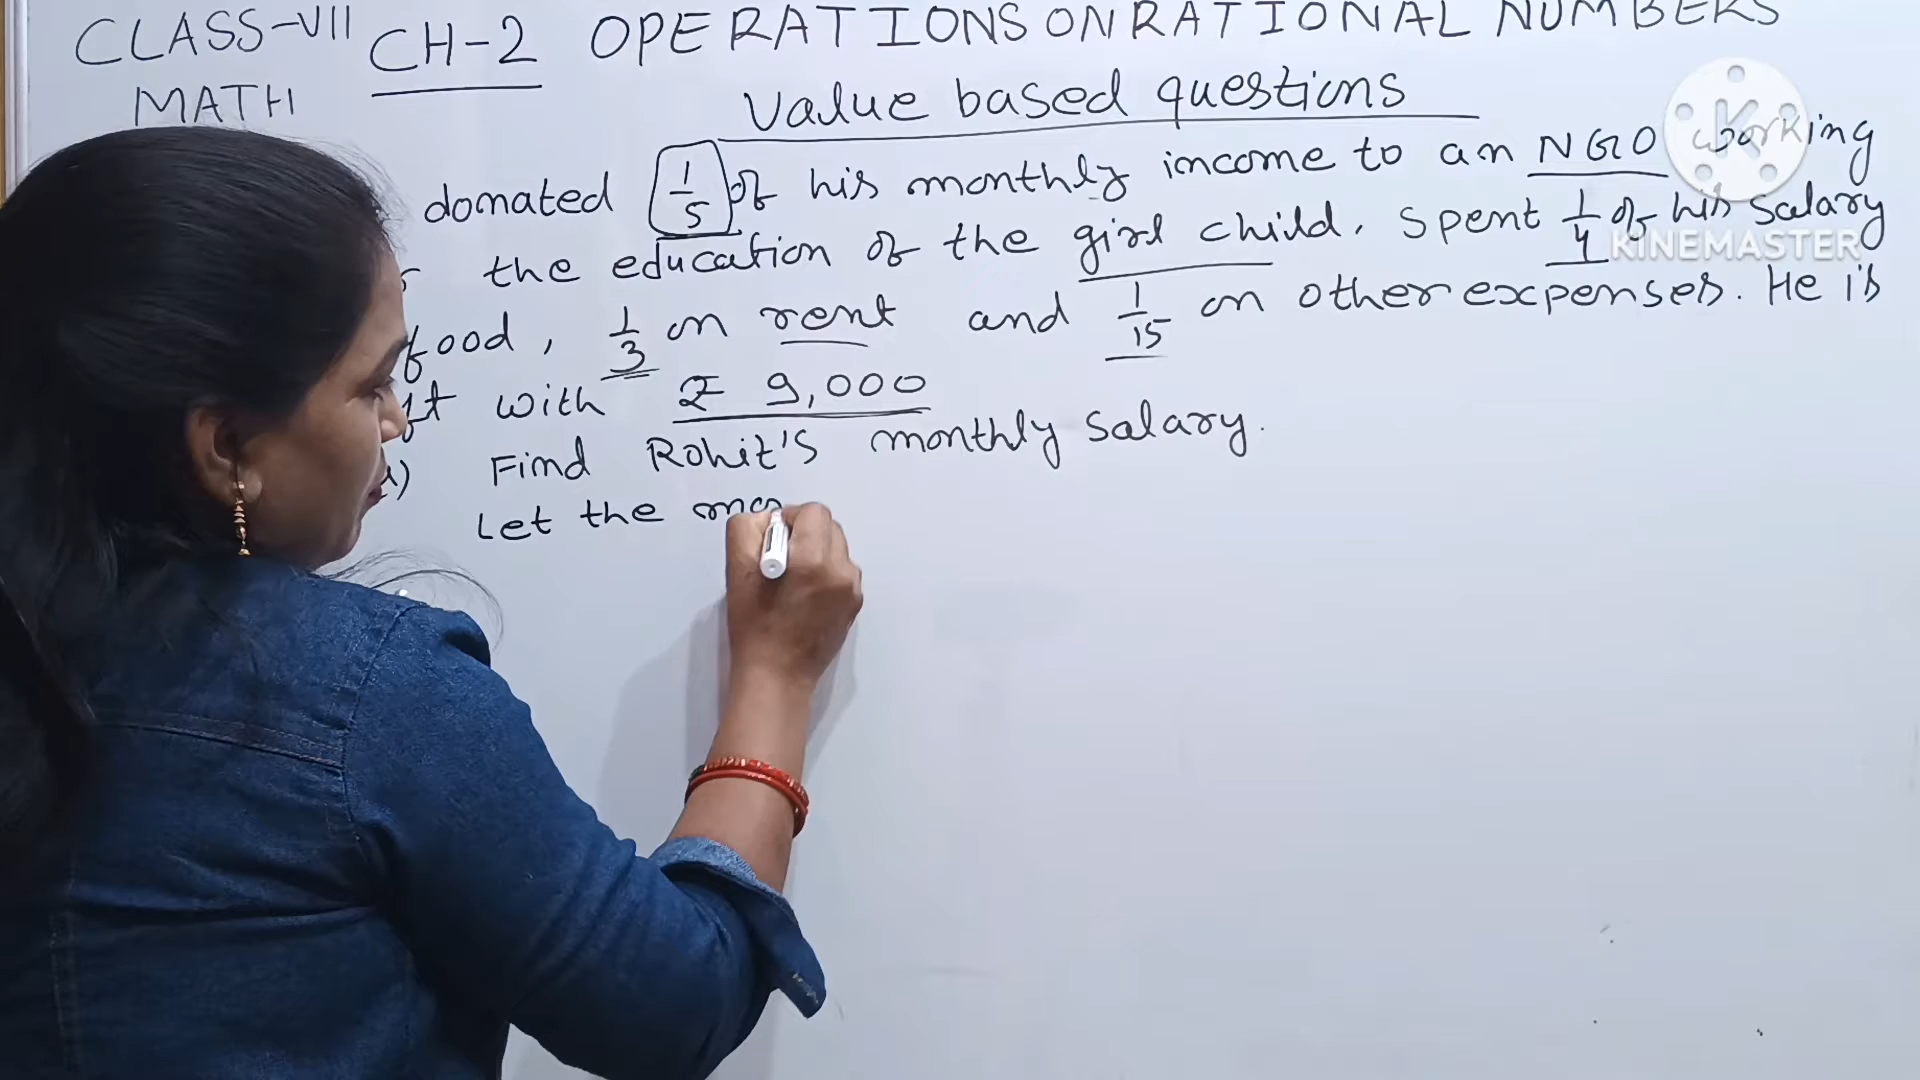 CLASS-VII CH-2 OPERATIONS ON RATIONAL NUMBERS
MATH Value based questions
donated 1/5 of his monthly income to an NGO working
the education of the girl child, spent 1/4 of his salary
food, 1/3 on rent and 1/15 on other expenses. He is
with ₹ 9,000
Find Rohit's monthly salary.
Let the mo
KINEMASTER